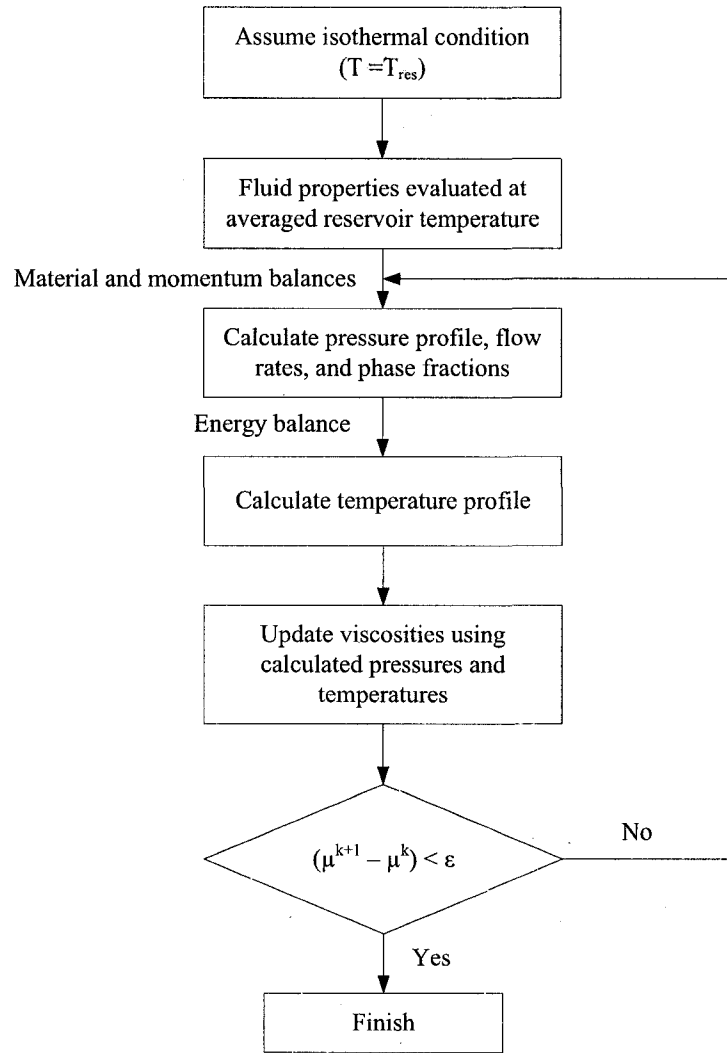 Assume isothermal condition
(T =T_res)
Fluid properties evaluated at
averaged reservoir temperature
Material and momentum balances
Calculate pressure profile, flow
rates, and phase fractions
Energy balance
Calculate temperature profile
Update viscosities using
calculated pressures and
temperatures
(μ^{k+1} – μ^k) < ε
No
Yes
Finish